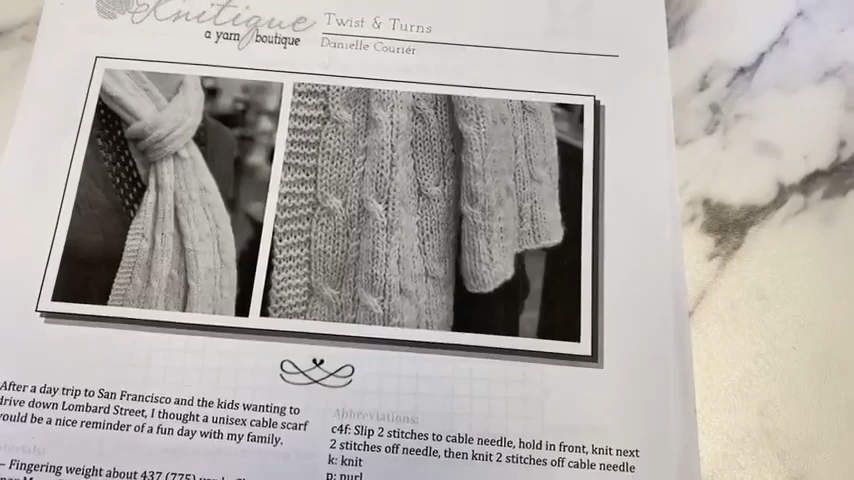 Knitique
a yarn boutique
Twist & Turns
Danielle Courier
After a day trip to San Francisco and the kids wanting to
drive down Lombard Street, I thought a unisex cable scarf
would be a nice reminder of a fun day with my family.
– Fingering weight about 437 (775)
Abbreviations:
c4f: Slip 2 stitches to cable needle, hold in front, knit next
2 stitches off needle, then knit 2 stitches off cable needle
k: knit
p: purl